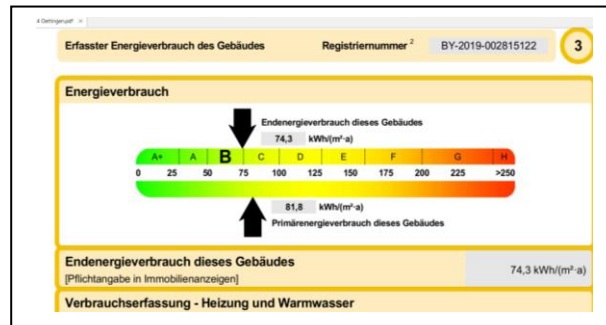 Oettingen.pdf ×
Erfasster Energieverbrauch des Gebäudes Registriernummer 2 BY-2019-002815122 3
Energieverbrauch
Endenergieverbrauch dieses Gebäudes
74,3 kWh/(m²·a)
A+ A B C D E F G H
0 25 50 75 100 125 150 175 200 225 >250
81,8 kWh/(m²·a)
Primärenergieverbrauch dieses Gebäudes
Endenergieverbrauch dieses Gebäudes
[Pflichtangabe in Immobilienanzeigen]
74,3 kWh/(m²·a)
Verbrauchserfassung - Heizung und Warmwasser